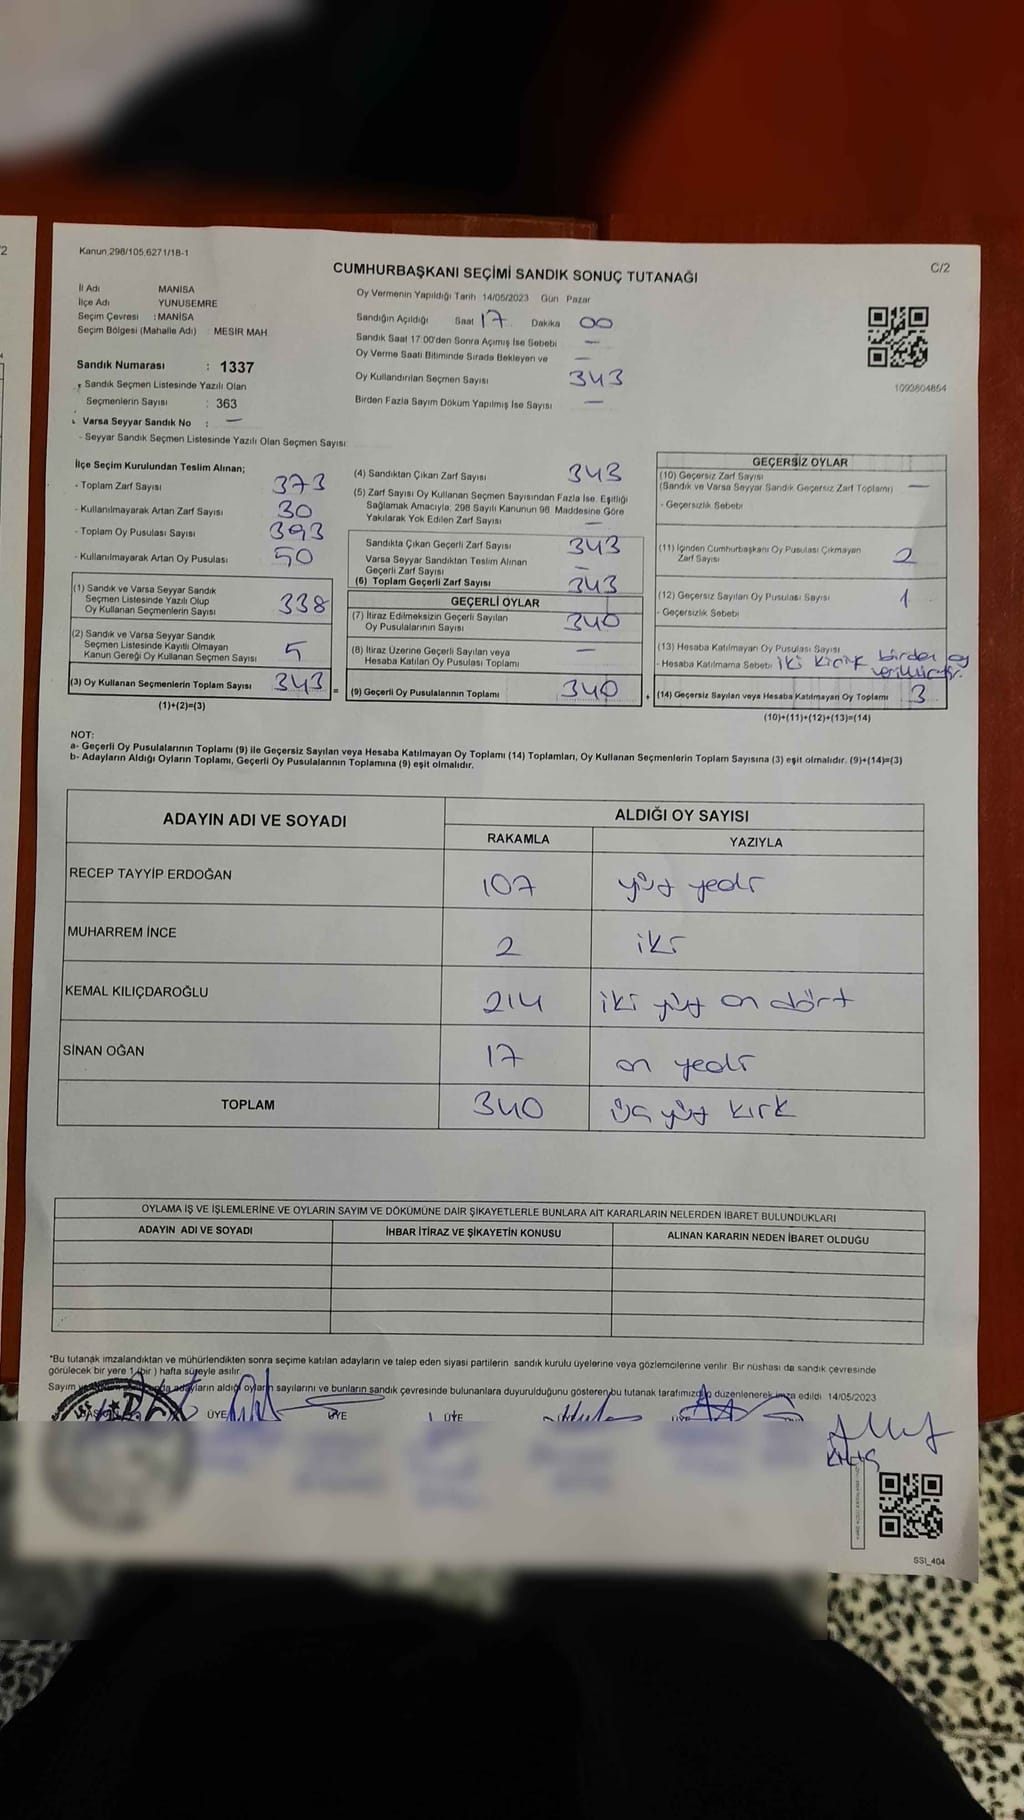 Kanun,298/105,6271/18-1
C/2
CUMHURBAŞKANI SEÇİMİ SANDIK SONUÇ TUTANAĞI
İl Adı MANİSA
İlçe Adı YUNUSEMRE
Seçim Çevresi : MANİSA
Seçim Bölgesi (Mahalle Adı) : MESİR MAH
Sandık Numarası : 1337
Sandık Seçmen Listesinde Yazılı Olan
Seçmenlerin Sayısı : 363
Varsa Seyyar Sandık No : —
- Seyyar Sandık Seçmen Listesinde Yazılı Olan Seçmen Sayısı
Oy Vermenin Yapıldığı Tarih 14/05/2023 Gün Pazar
Sandığın Açıldığı Saat 17 Dakika 00
Sandık Saat 17:00'den Sonra Açımış İse Sebebi —
Oy Verme Saati Bitiminde Sırada Bekleyen ve —
Oy Kullandırılan Seçmen Sayısı 343
Birden Fazla Sayım Döküm Yapılmış İse Sayısı —
1093604864
İlçe Seçim Kurulundan Teslim Alınan;
- Toplam Zarf Sayısı 373
- Kullanılmayarak Artan Zarf Sayısı 30
- Toplam Oy Pusulası Sayısı 393
- Kullanılmayarak Artan Oy Pusulası 50
(1) Sandık ve Varsa Seyyar Sandık
Seçmen Listesinde Yazılı Olup
Oy Kullanan Seçmenlerin Sayısı 338
(2) Sandık ve Varsa Seyyar Sandık
Seçmen Listesinde Kayıtlı Olmayan
Kanun Gereği Oy Kullanan Seçmen Sayısı 5
(3) Oy Kullanan Seçmenlerin Toplam Sayısı 343 =
(1)+(2)=(3)
(4) Sandıktan Çıkan Zarf Sayısı 343
(5) Zarf Sayısı Oy Kullanan Seçmen Sayısından Fazla İse, Eşitliği
Sağlamak Amacıyla; 298 Sayılı Kanunun 98. Maddesine Göre
Yakılarak Yok Edilen Zarf Sayısı —
Sandıkta Çıkan Geçerli Zarf Sayısı 343
Varsa Seyyar Sandıktan Teslim Alınan
Geçerli Zarf Sayısı —
(6) Toplam Geçerli Zarf Sayısı 343
GEÇERLİ OYLAR
(7) İtiraz Edilmeksizin Geçerli Sayılan
Oy Pusulalarının Sayısı 340
(8) İtiraz Üzerine Geçerli Sayılan veya
Hesaba Katılan Oy Pusulası Toplamı —
(9) Geçerli Oy Pusulalarının Toplamı 340 +
GEÇERSİZ OYLAR
(10) Geçersiz Zarf Sayısı
(Sandık ve Varsa Seyyar Sandık Geçersiz Zarf Toplamı) —
- Geçersizlik Sebebi
(11) İçinden Cumhurbaşkanı Oy Pusulası Çıkmayan
Zarf Sayısı 2
(12) Geçersiz Sayılan Oy Pusulası Sayısı 1
- Geçersizlik Sebebi
(13) Hesaba Katılmayan Oy Pusulası Sayısı
- Hesaba Katılmama Sebebi iki birden oy
(14) Geçersiz Sayılan veya Hesaba Katılmayan Oy Toplamı 3
(10)+(11)+(12)+(13)=(14)
NOT:
a- Geçerli Oy Pusulalarının Toplamı (9) ile Geçersiz Sayılan veya Hesaba Katılmayan Oy Toplamı (14) Toplamları, Oy Kullanan Seçmenlerin Toplam Sayısına (3) eşit olmalıdır. (9)+(14)=(3)
b- Adayların Aldığı Oyların Toplamı, Geçerli Oy Pusulalarının Toplamına (9) eşit olmalıdır.
ADAYIN ADI VE SOYADI
ALDIĞI OY SAYISI
RAKAMLA YAZIYLA
RECEP TAYYİP ERDOĞAN 107 yüz yedi
MUHARREM İNCE 2 iki
KEMAL KILIÇDAROĞLU 214 iki yüz on dört
SİNAN OĞAN 17 on yedi
TOPLAM 340 üç yüz kırk
OYLAMA İŞ VE İŞLEMLERİNE VE OYLARIN SAYIM VE DÖKÜMÜNE DAİR ŞİKAYETLERLE BUNLARA AİT KARARLARIN NELERDEN İBARET BULUNDUKLARI
ADAYIN ADI VE SOYADI İHBAR İTİRAZ VE ŞİKAYETİN KONUSU ALINAN KARARIN NEDEN İBARET OLDUĞU
*Bu tutanak imzalandıktan ve mühürlendikten sonra seçime katılan adayların ve talep eden siyasi partilerin sandık kurulu üyelerine veya gözlemcilerine verilir. Bir nüshası da sandık çevresinde
görülecek bir yere 1 (bir) hafta süreyle asılır.
Sayım adayların aldığı oyların sayılarını ve bunların sandık çevresinde bulunanlara duyurulduğunu gösteren bu tutanak tarafımızdan düzenlenerek imza edildi 14/05/2023
ÜYE ÜYE ÜYE
SSI_404